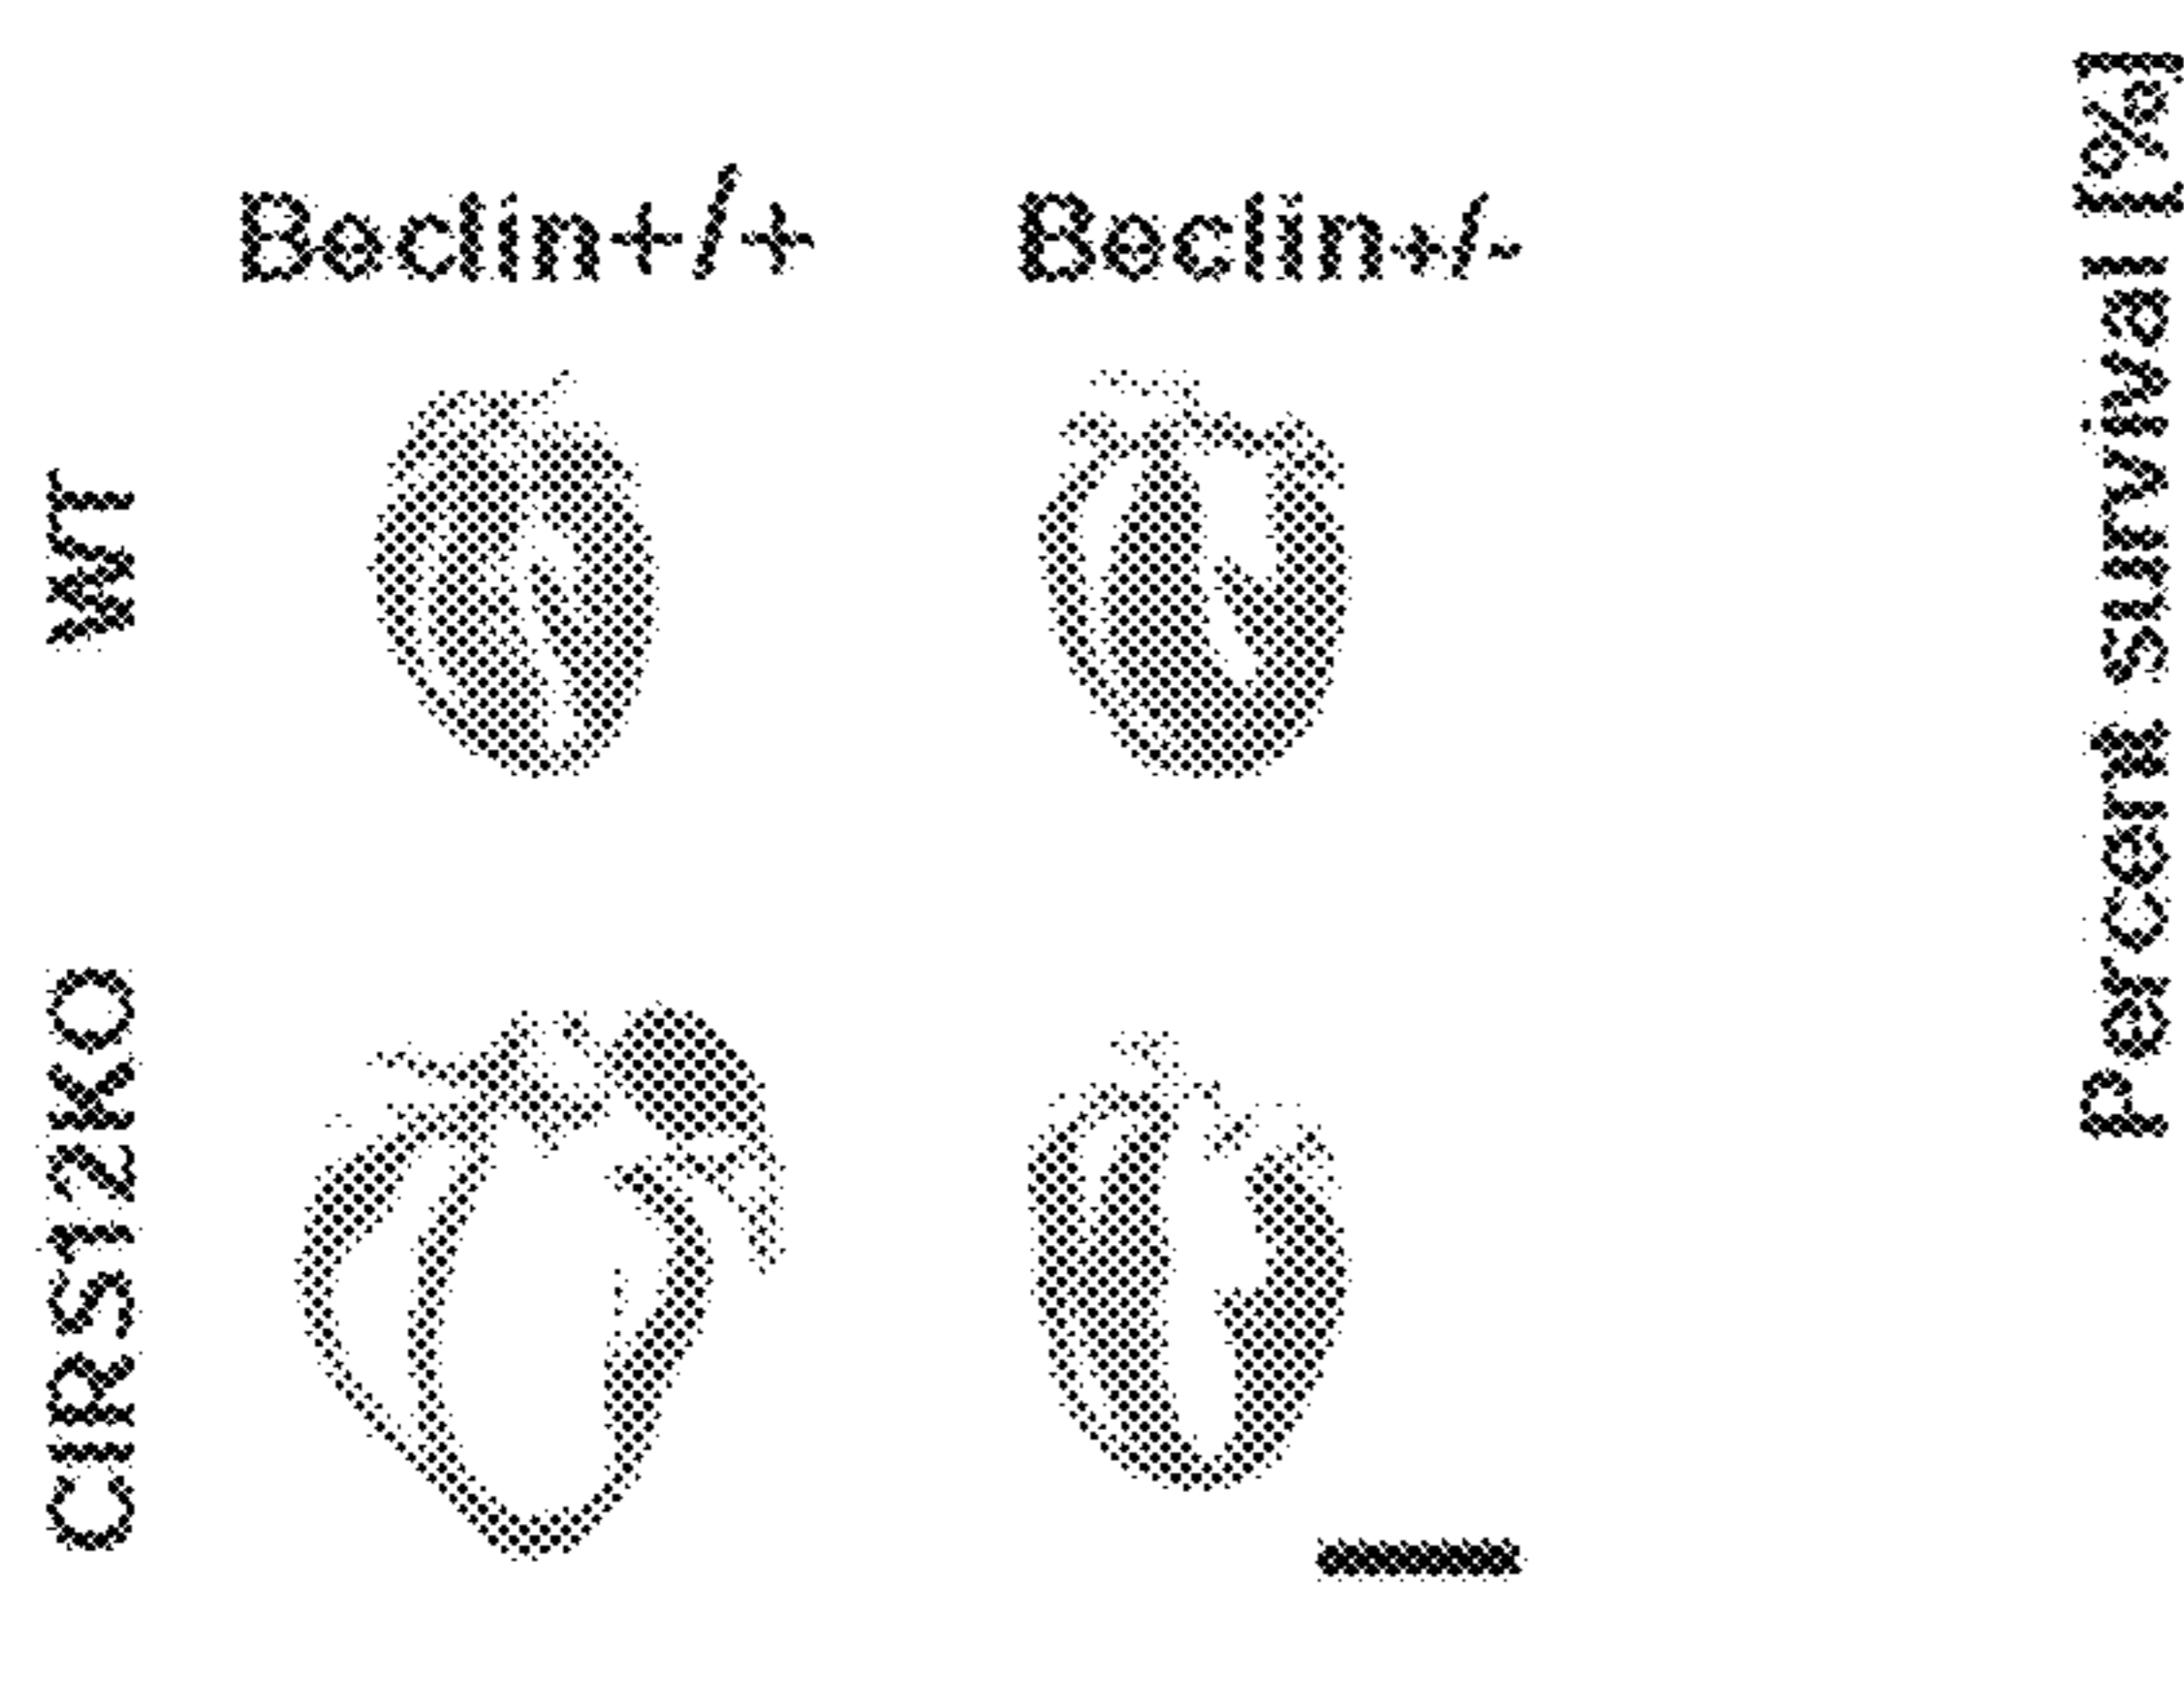 Beclin+/+ Beclin+/-
WT
CIRS12KO
Percent survival [%]